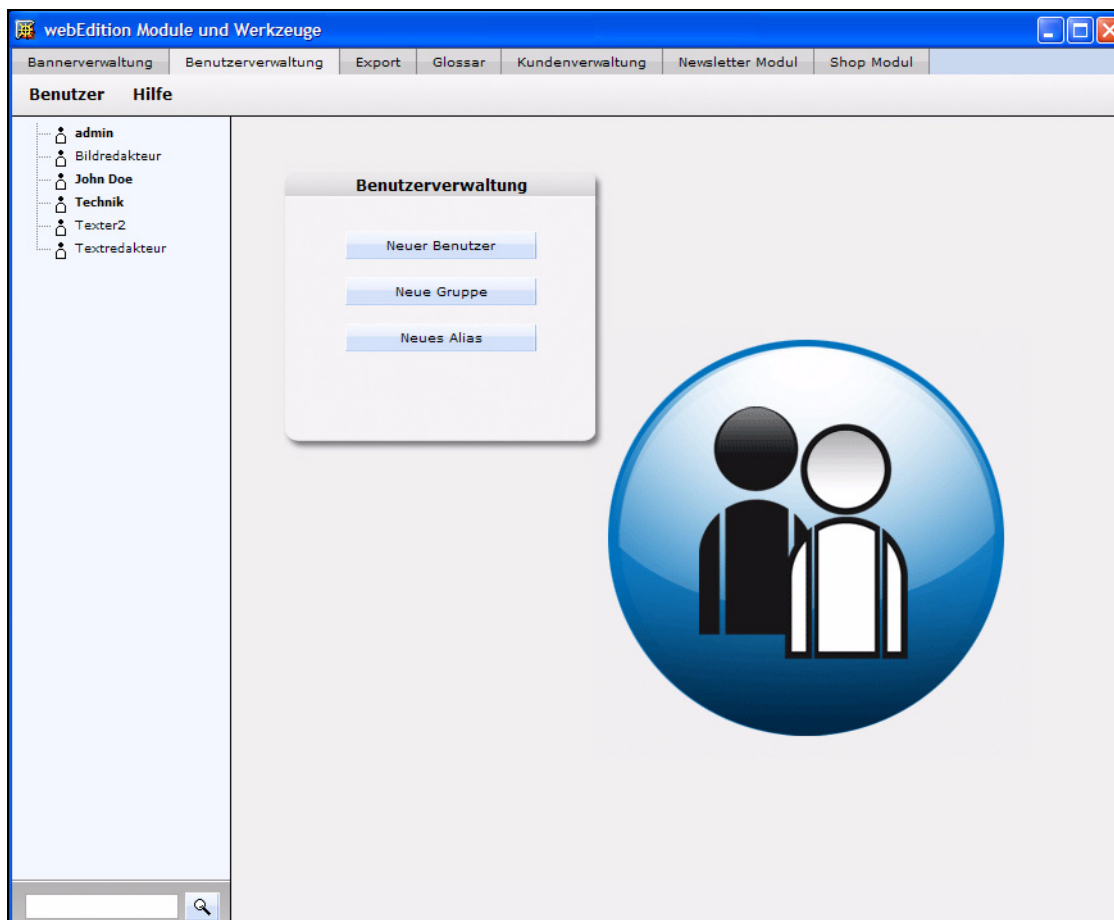 webEdition Module und Werkzeuge
Bannerverwaltung Benutzerverwaltung Export Glossar Kundenverwaltung Newsletter Modul Shop Modul
Benutzer Hilfe
admin
Bildredakteur
John Doe
Technik
Texter2
Textredakteur
Benutzerverwaltung
Neuer Benutzer
Neue Gruppe
Neues Alias